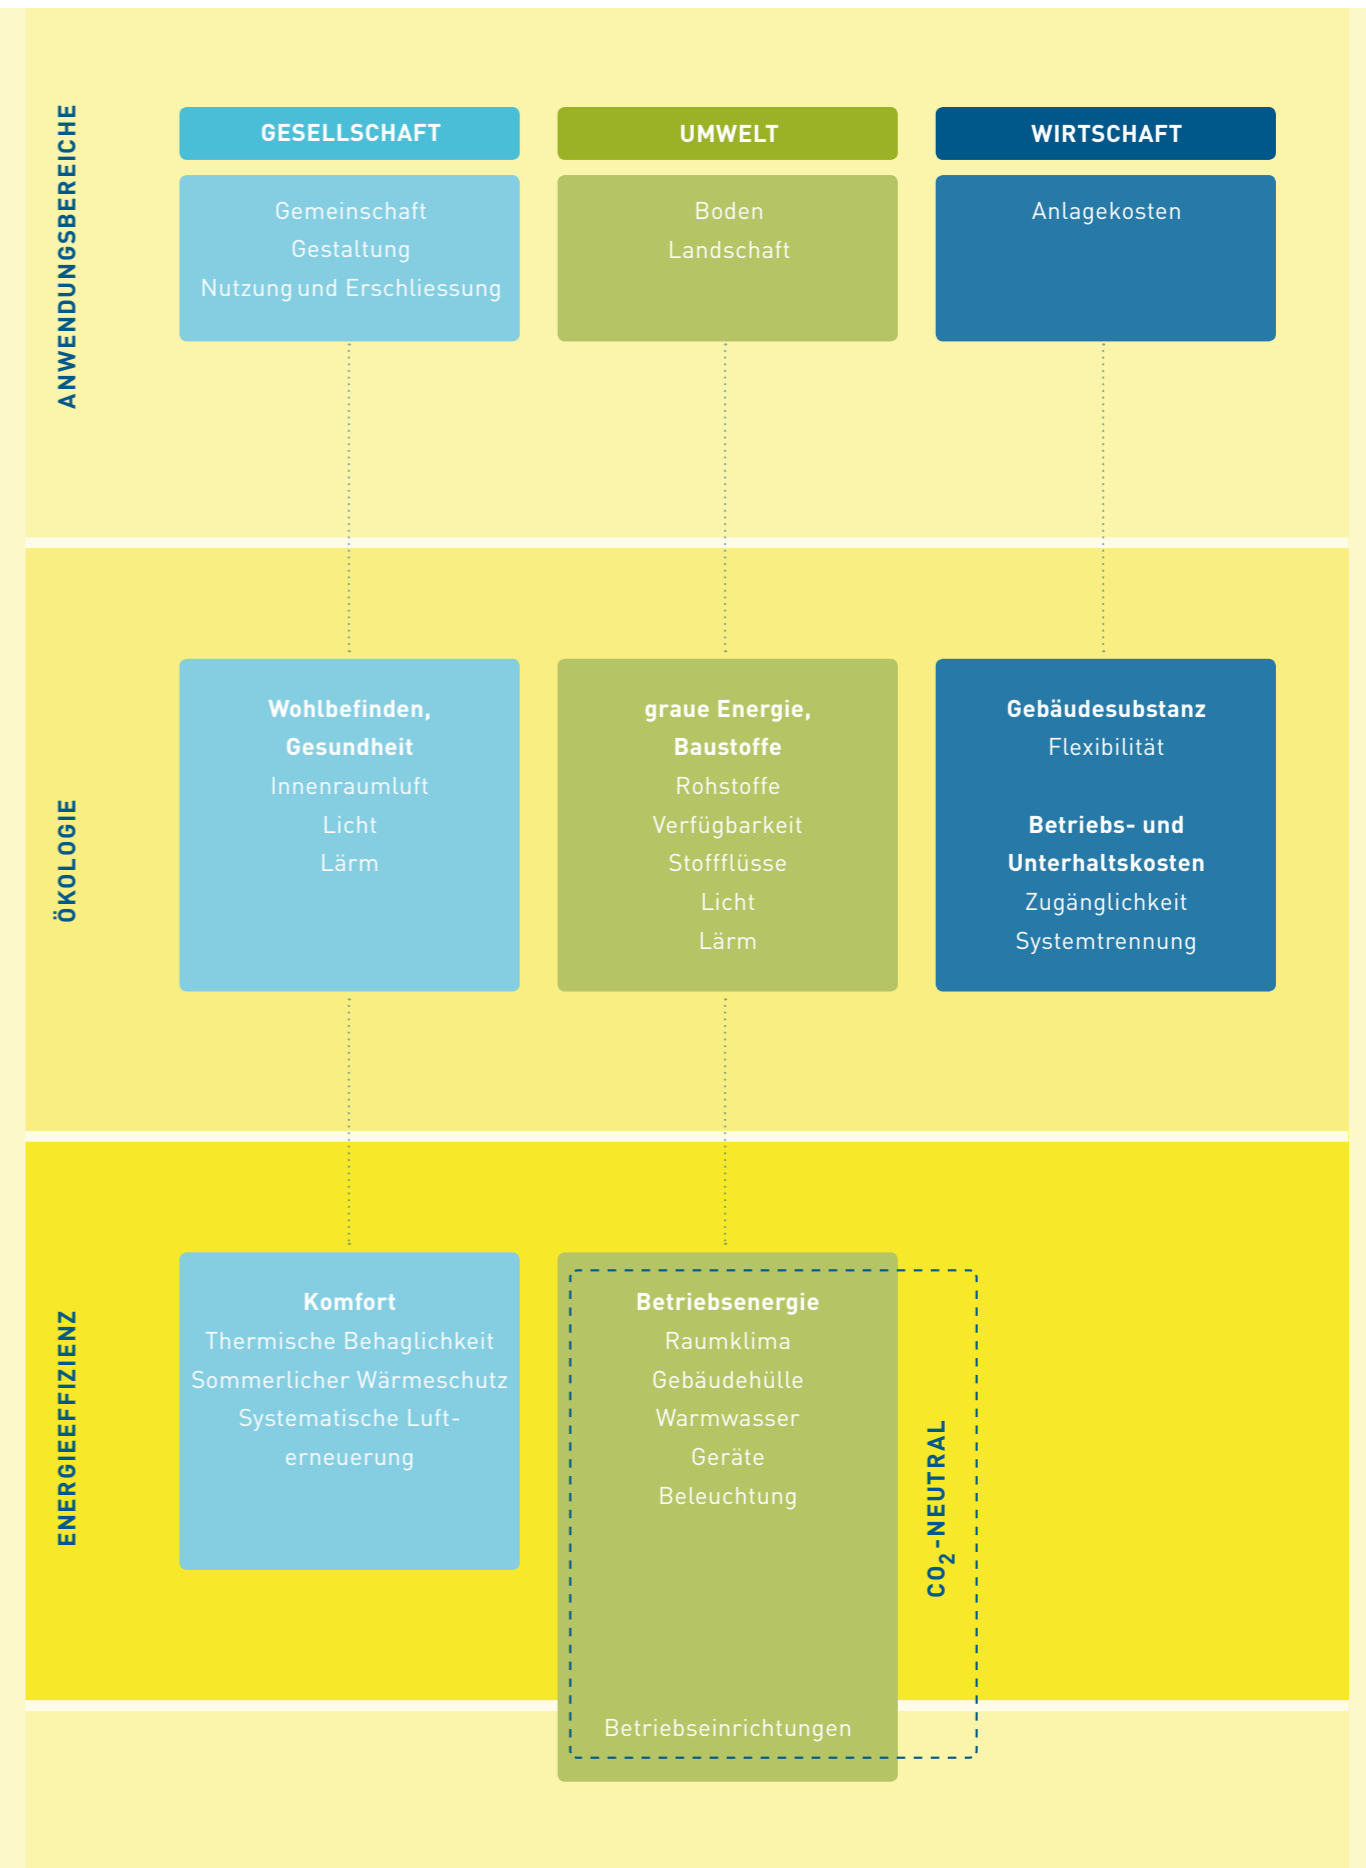 ANWENDUNGSBEREICHE
GESELLSCHAFT
Gemeinschaft
Gestaltung
Nutzung und Erschliessung
UMWELT
Boden
Landschaft
WIRTSCHAFT
Anlagekosten
ÖKOLOGIE
Wohlbefinden,
Gesundheit
Innenraumluft
Licht
Lärm
graue Energie,
Baustoffe
Rohstoffe
Verfügbarkeit
Stoffflüsse
Licht
Lärm
Gebäudesubstanz
Flexibilität
Betriebs- und
Unterhaltskosten
Zugänglichkeit
Systemtrennung
ENERGIEEFFIZIENZ
Komfort
Thermische Behaglichkeit
Sommerlicher Wärmeschutz
Systematische Luft-
erneuerung
Betriebsenergie
Raumklima
Gebäudehülle
Warmwasser
Geräte
Beleuchtung
Betriebseinrichtungen
CO₂-NEUTRAL